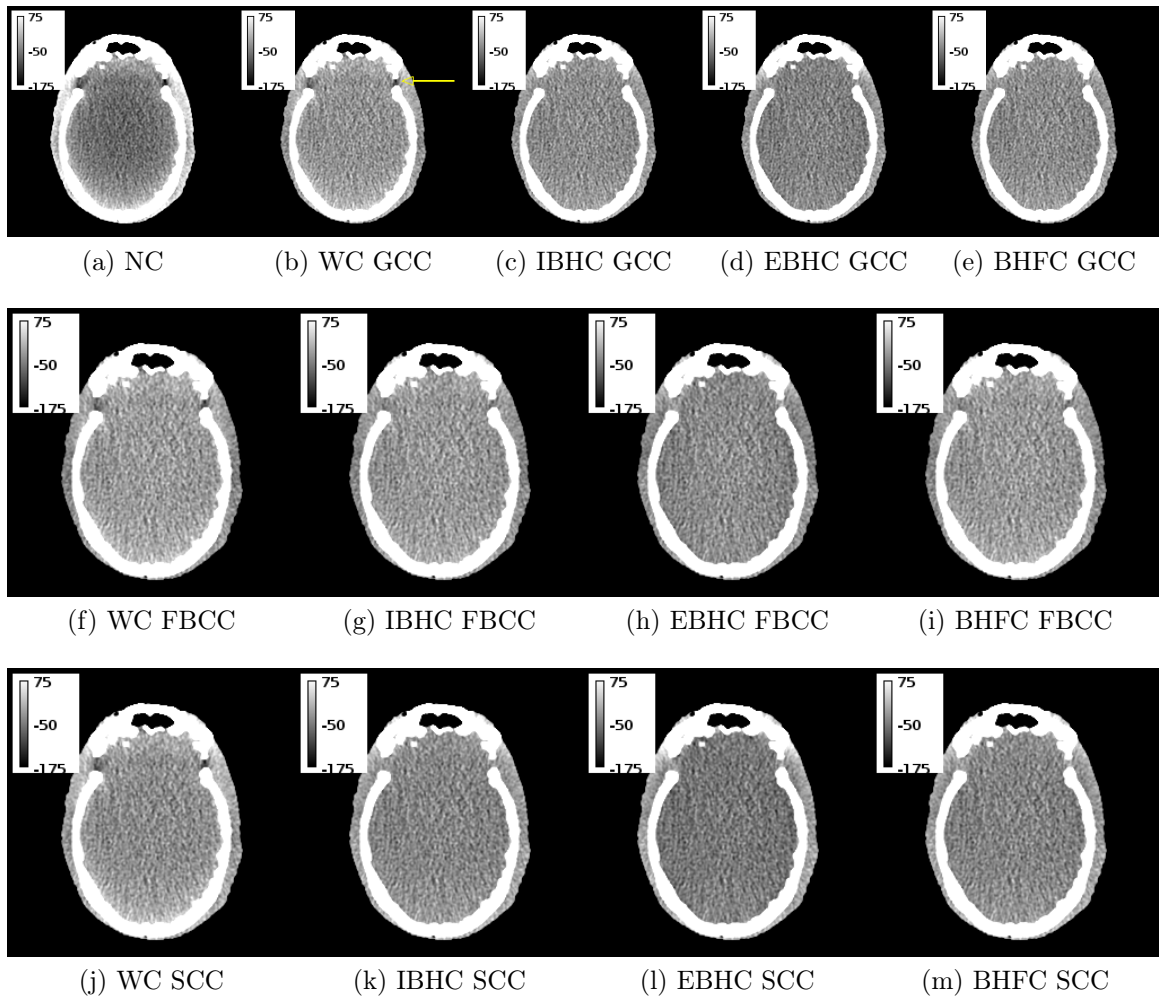 75 75 75 75 75
-50 -50 -50 -50 -50
-175 -175 -175 -175 -175
(a) NC (b) WC GCC (c) IBHC GCC (d) EBHC GCC (e) BHFC GCC
75 75 75 75
-50 -50 -50 -50
-175 -175 -175 -175
(f) WC FBCC (g) IBHC FBCC (h) EBHC FBCC (i) BHFC FBCC
75 75 75 75
-50 -50 -50 -50
-175 -175 -175 -175
(j) WC SCC (k) IBHC SCC (l) EBHC SCC (m) BHFC SCC